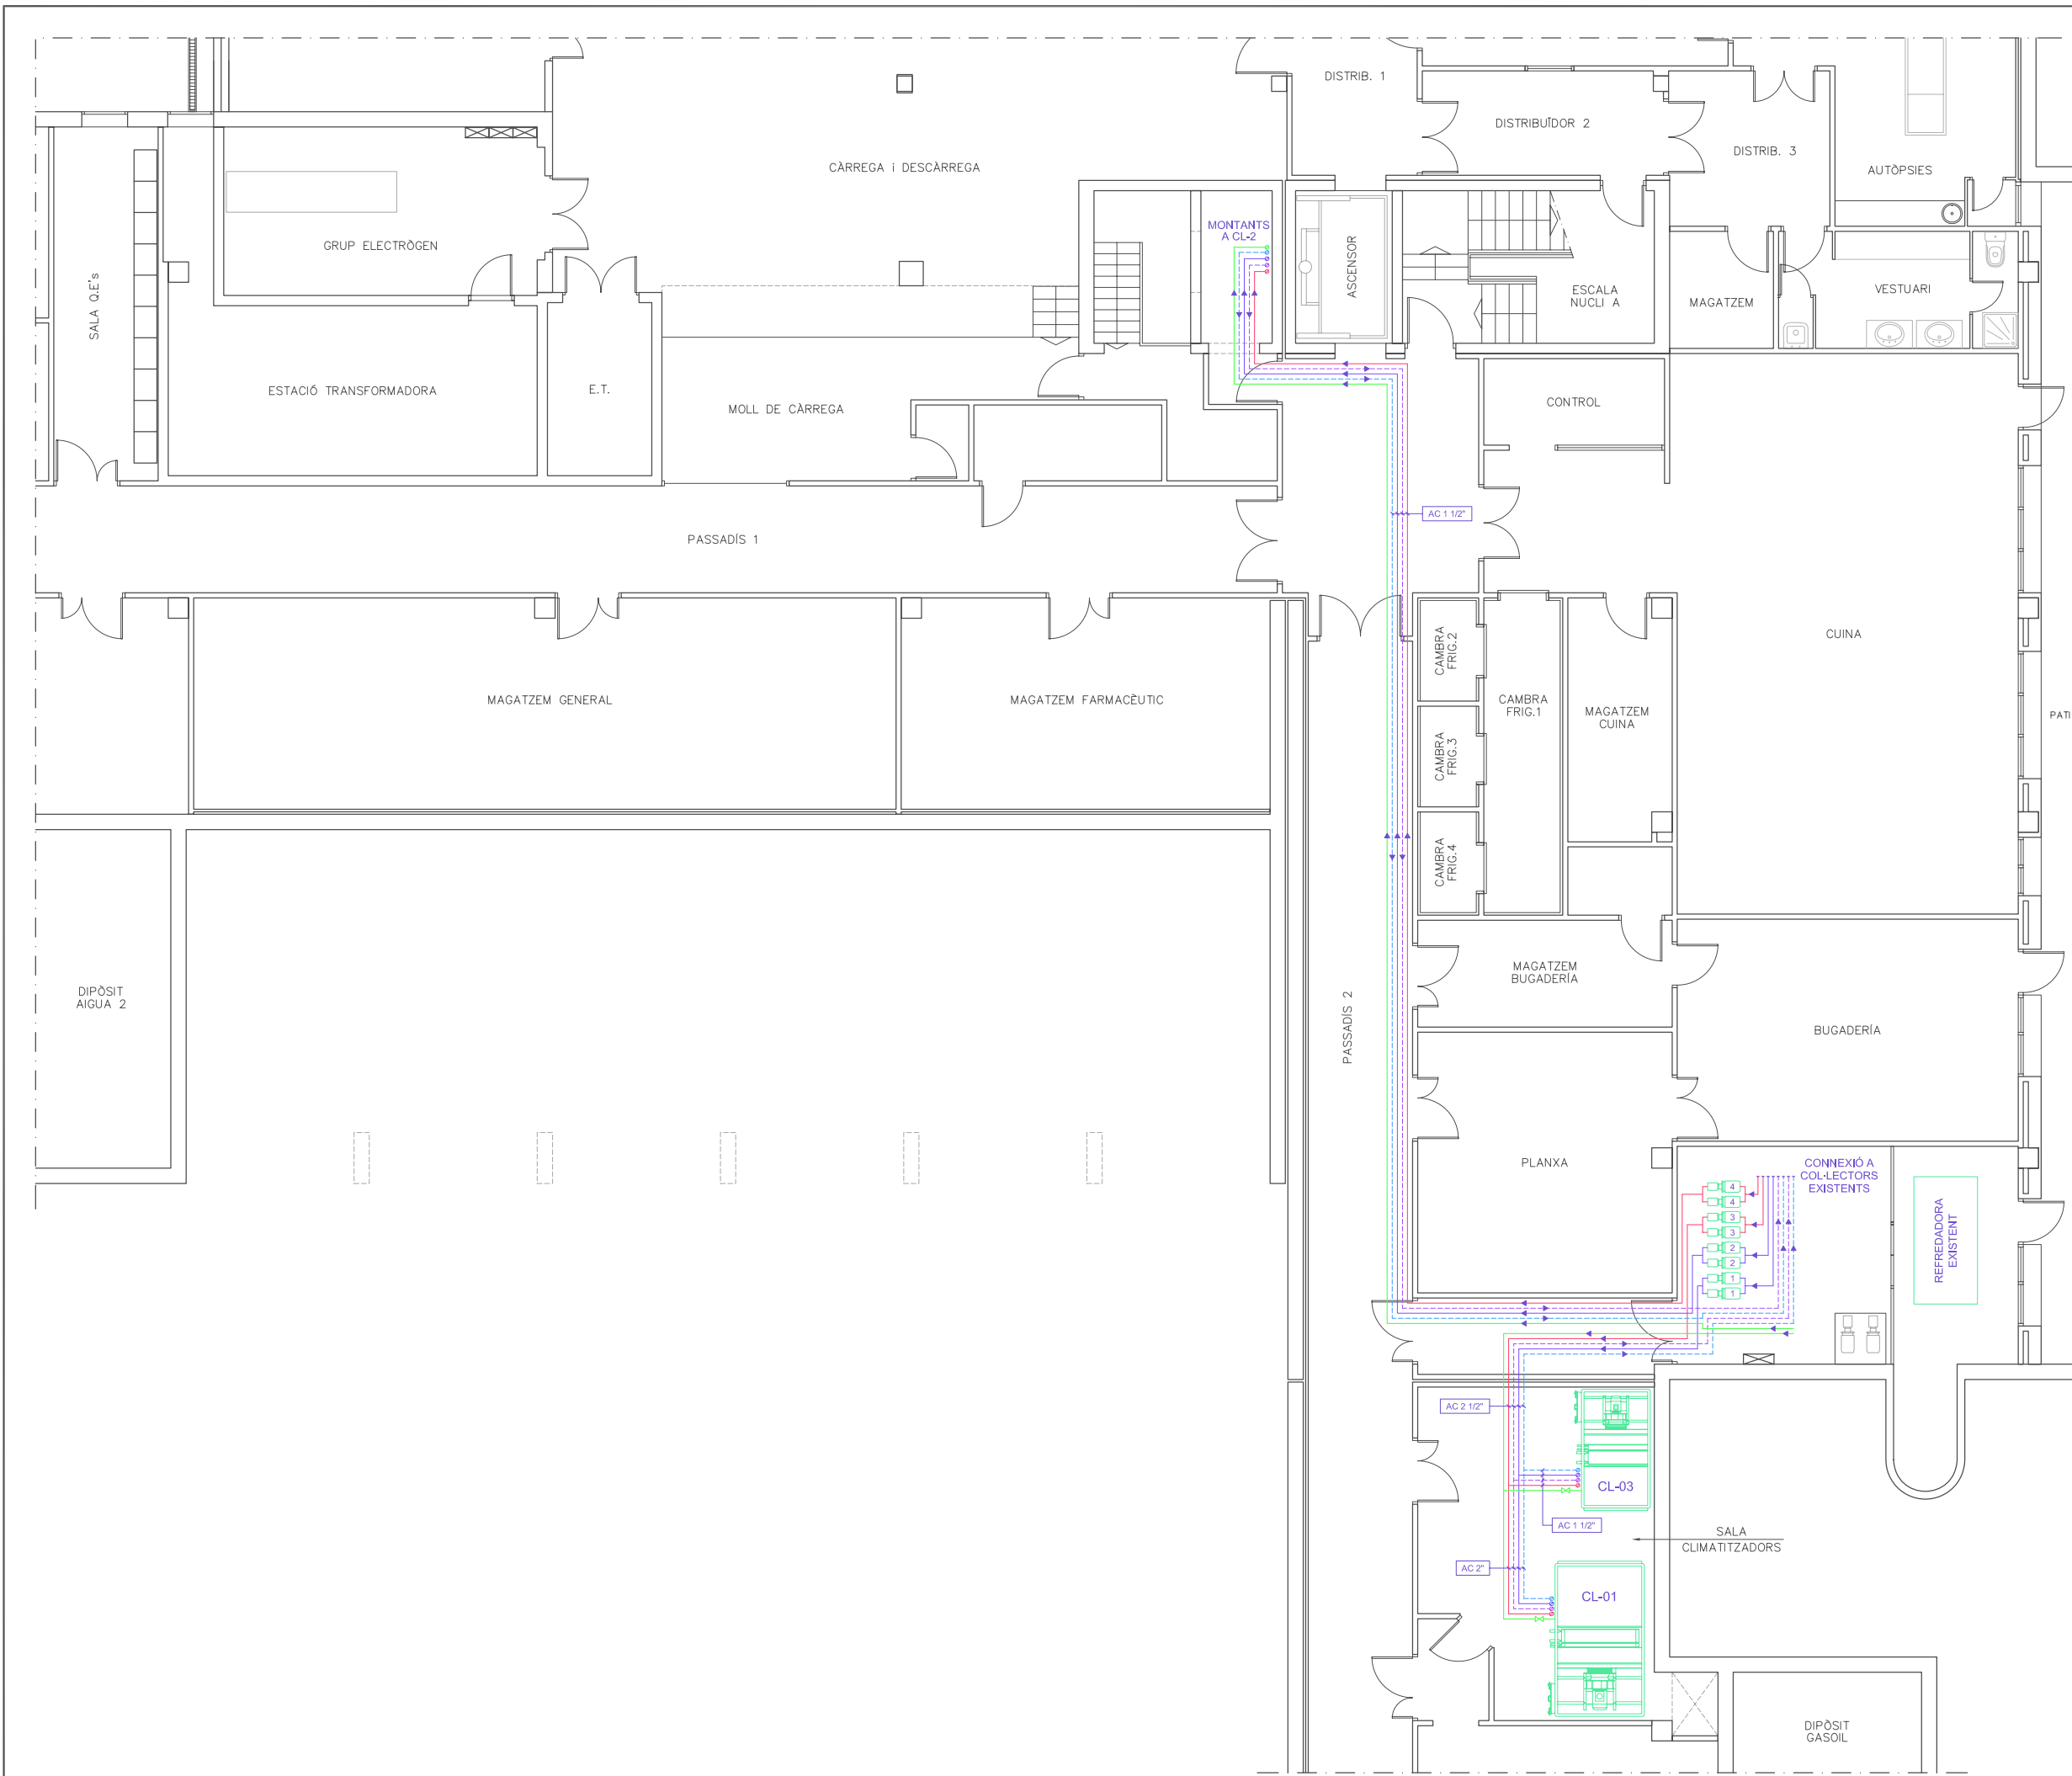 DISTRIB. 1
DISTRIBUÏDOR 2
DISTRIB. 3
AUTÒPSIES
CÀRREGA i DESCÀRREGA
GRUP ELECTRÒGEN
SALA Q.E's
MONTANTS
A CL-2
ASCENSOR
ESCALA
NUCLI A
MAGATZEM
VESTUARI
ESTACIÓ TRANSFORMADORA
E.T.
MOLL DE CÀRREGA
CONTROL
AC 1 1/2"
PASSADÍS 1
CUINA
CAMBRA
FRIG.2
MAGATZEM GENERAL
MAGATZEM FARMACÈUTIC
CAMBRA
FRIG.1
MAGATZEM
CUINA
PATI
CAMBRA
FRIG.3
CAMBRA
FRIG.4
MAGATZEM
BUGADERÍA
DIPÒSIT
AIGUA 2
PASSADÍS 2
BUGADERÍA
PLANXA
CONNEXIÓ A
COL·LECTORS
EXISTENTS
4
4
3
3
2
2
1
1
REFREDADORA
EXISTENT
AC 2 1/2"
CL-03
AC 1 1/2"
SALA
CLIMATITZADORS
AC 2"
CL-01
DIPÒSIT
GASOIL